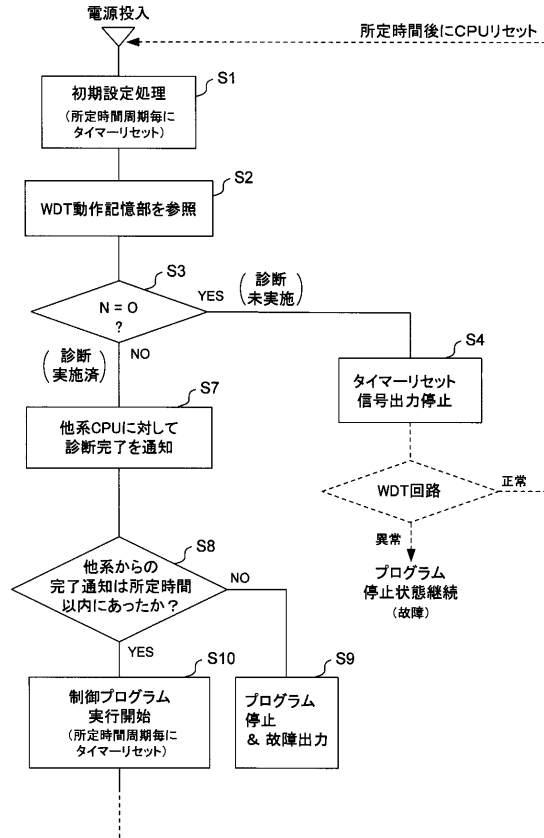 電源投入
所定時間後にCPUリセット
S1
初期設定処理
(所定時間周期毎に
タイマーリセット)
S2
WDT動作記憶部を参照
S3
N = 0
?
YES
(診断
未実施)
NO
(診断
実施済)
S4
タイマーリセット
信号出力停止
S7
他系CPUに対して
診断完了を通知
WDT回路
正常
異常
プログラム
停止状態継続
(故障)
S8
他系からの
完了通知は所定時間
以内にあったか？
NO
YES
S10
制御プログラム
実行開始
(所定時間周期毎に
タイマーリセット)
S9
プログラム
停止
& 故障出力